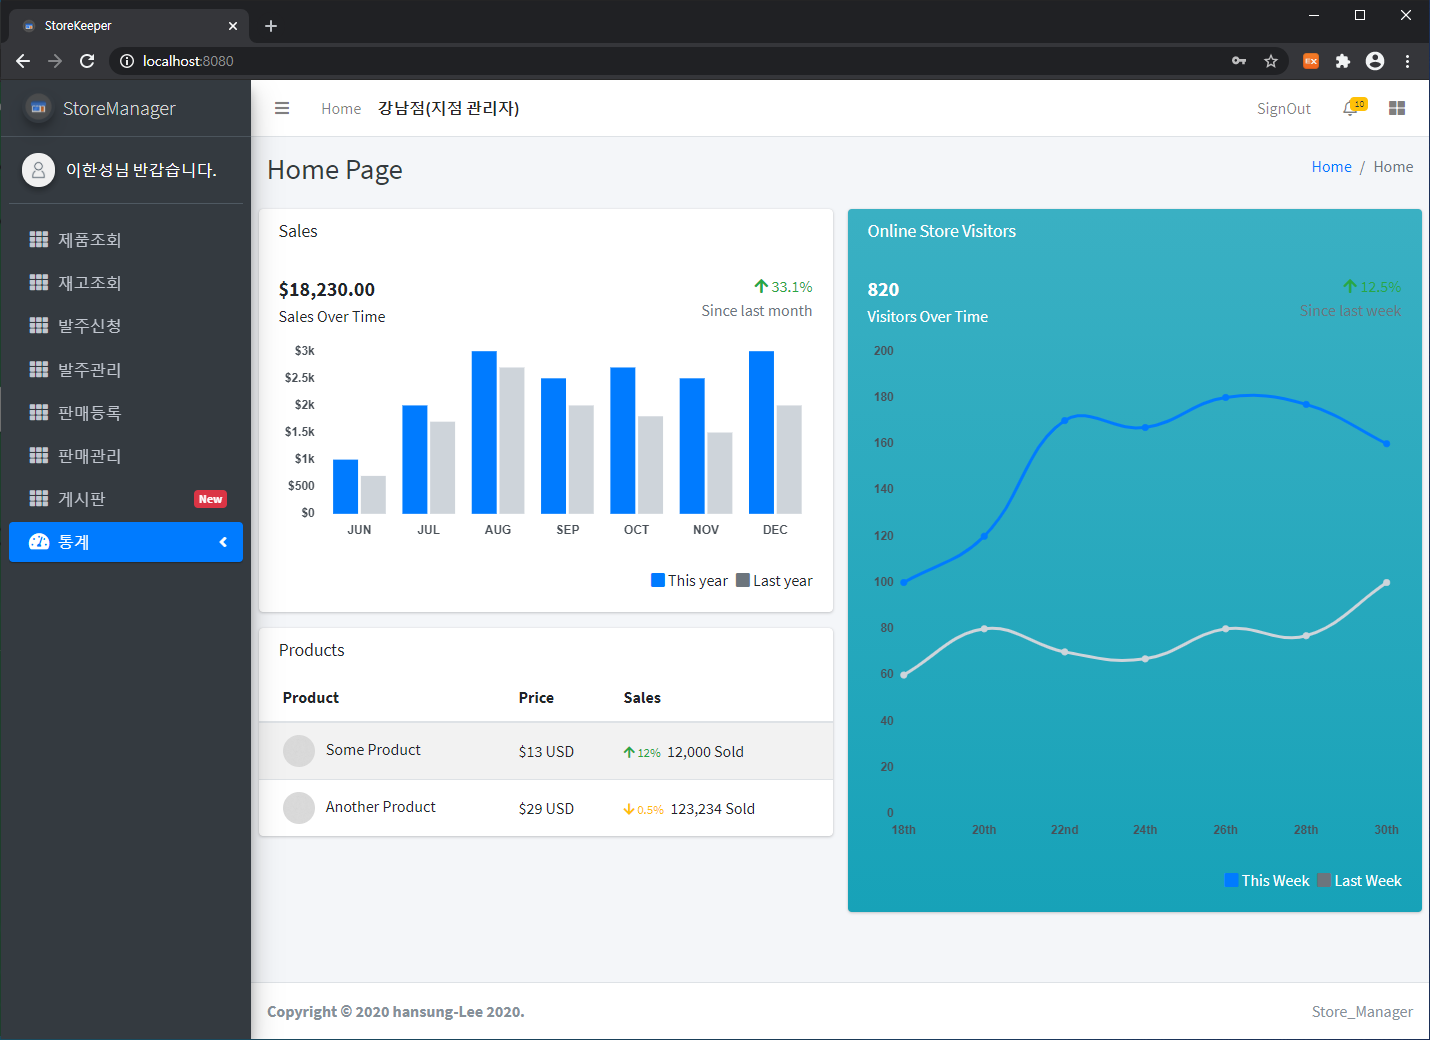 StoreKeeper
localhost:8080
StoreManager
이한성님 반갑습니다.
제품조회
재고조회
발주신청
발주관리
판매등록
판매관리
게시판 New
통계
Home 강남점(지점 관리자) SignOut 10
Home Page
Home / Home
Sales
$18,230.00
Sales Over Time
33.1%
Since last month
$3k
$2.5k
$2k
$1.5k
$1k
$500
$0
JUN JUL AUG SEP OCT NOV DEC
This year Last year
Products
Product Price Sales
Some Product $13 USD 12% 12,000 Sold
Another Product $29 USD 0.5% 123,234 Sold
Online Store Visitors
820
Visitors Over Time
12.5%
Since last week
200
180
160
140
120
100
80
60
40
20
0
18th 20th 22nd 24th 26th 28th 30th
This Week Last Week
Copyright © 2020 hansung-Lee 2020.
Store_Manager